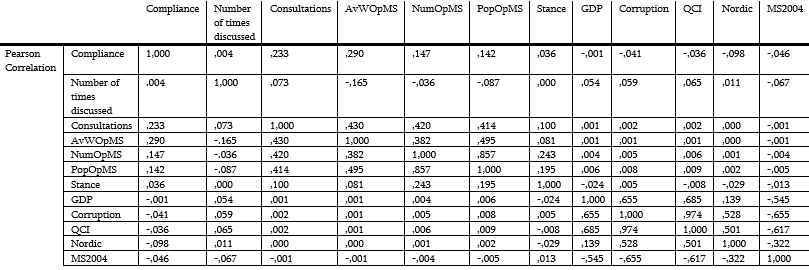 Compliance Number of times discussed Consultations AvWOpMS NumOpMS PopOpMS Stance GDP Corruption QCI Nordic MS2004
Pearson Correlation Compliance 1,000 ,004 ,233 ,290 ,147 ,142 ,036 -,001 -,041 -,036 -,098 -,046
Number of times discussed .004 1,000 ,073 -,165 -,036 -,087 ,000 ,054 ,059 ,065 ,011 -,067
Consultations .233 ,073 1,000 ,430 ,420 ,414 ,100 ,001 ,002 ,002 ,000 -,001
AvWOpMS .290 -.165 ,430 1,000 ,382 ,495 ,081 ,001 ,001 ,001 ,000 -,001
NumOpMS .147 -.036 ,420 ,382 1,000 ,857 ,243 ,004 ,005 ,006 ,001 -,004
PopOpMS .142 -.087 ,414 ,495 ,857 1,000 ,195 ,006 ,008 ,009 ,002 -,005
Stance .036 ,000 ,100 ,081 ,243 ,195 1,000 -,024 ,005 -,008 -,029 -,013
GDP -,001 ,054 ,001 ,001 ,004 ,006 -,024 1,000 ,655 ,685 ,139 -,545
Corruption -,041 ,059 ,002 ,001 ,005 ,008 ,005 ,655 1,000 ,974 ,528 -,655
QCI -,036 ,065 ,002 ,001 ,006 ,009 -,008 ,685 ,974 1,000 ,501 -,617
Nordic -,098 ,011 ,000 ,000 ,001 ,002 -,029 ,139 ,528 ,501 1,000 -,322
MS2004 -,046 -,067 -,001 -,001 -,004 -,005 ,013 -,545 -,655 -,617 -,322 1,000